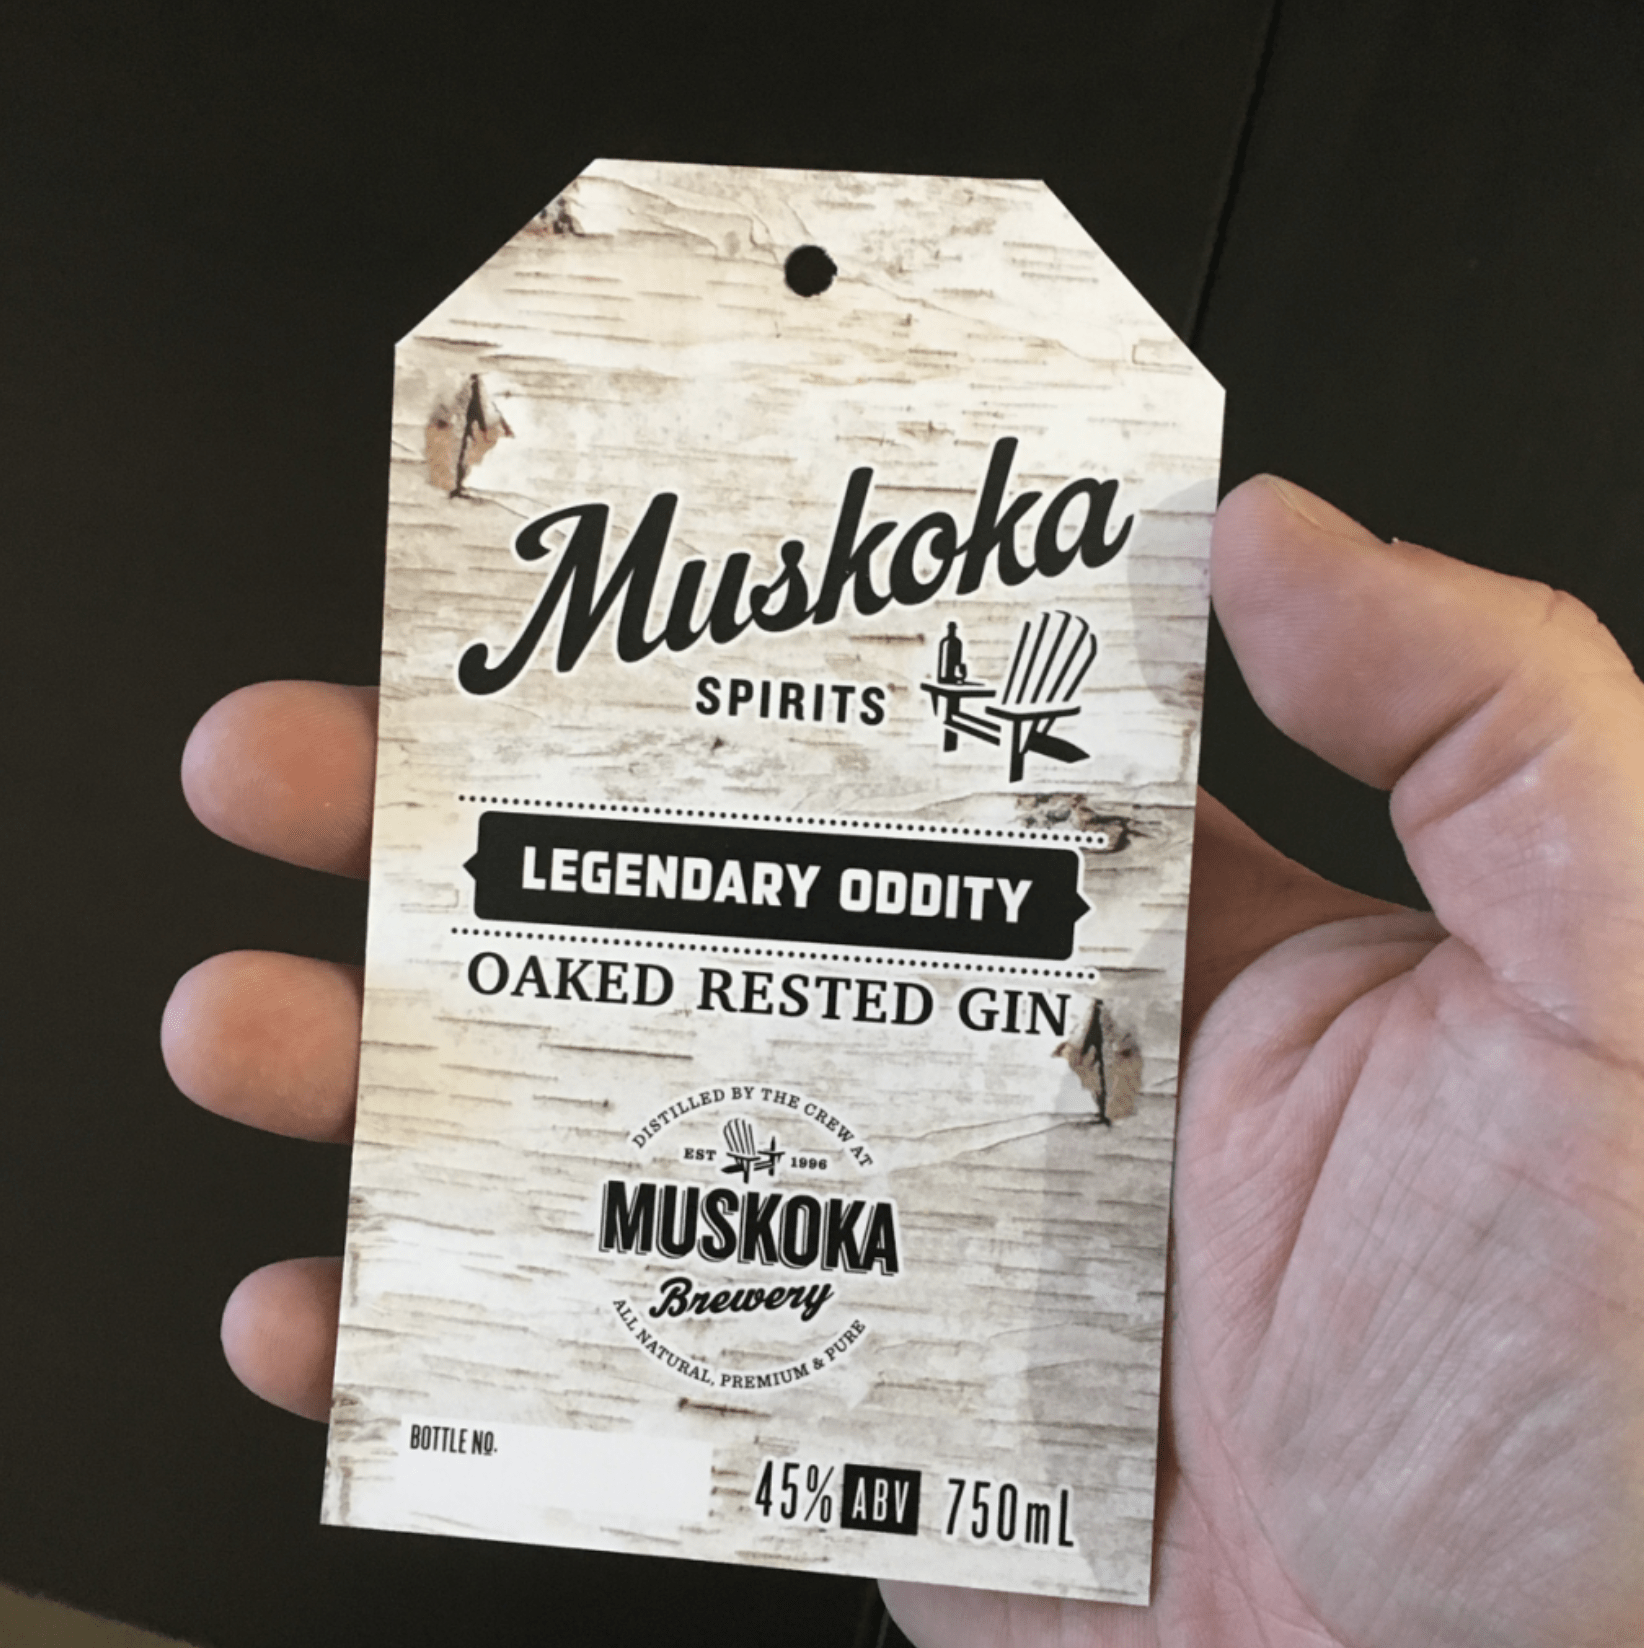 Muskoka
SPIRITS
LEGENDARY ODDITY
OAKED RESTED GIN
DISTILLED BY THE CREW AT
EST 1996
MUSKOKA
Brewery
ALL NATURAL, PREMIUM & PURE
BOTTLE NO.
45% ABV 750mL